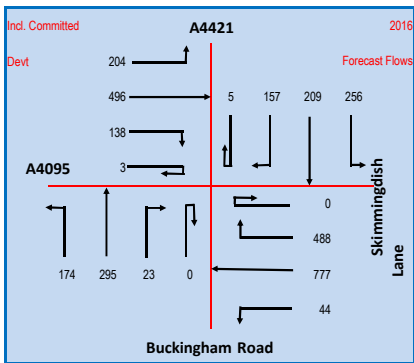 Incl. Committed
A4421
2016
Devt
204
Forecast Flows
496
5 157 209 256
138
A4095
3
0
Skimmingdish
Lane
488
174 295 23 0
777
44
Buckingham Road